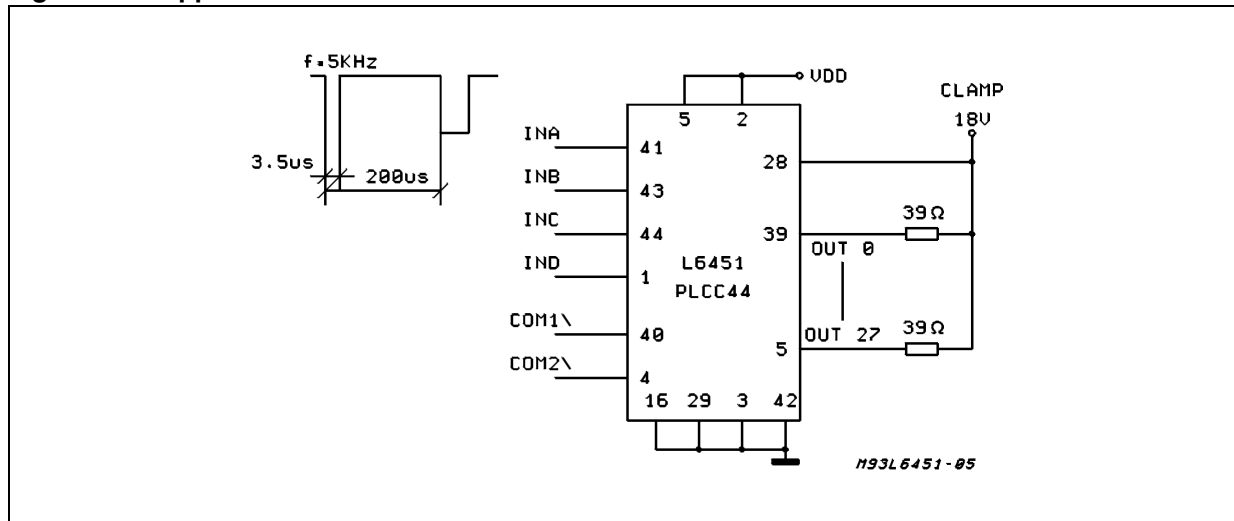 f=5KHz
3.5us
200us
INA
INB
INC
IND
COM1\
COM2\
41
43
44
1
40
4
5
2
VDD
L6451
PLCC44
16 29 3 42
28
39
5
CLAMP
18V
39Ω
OUT 0
OUT 27
39Ω
M93L6451-05